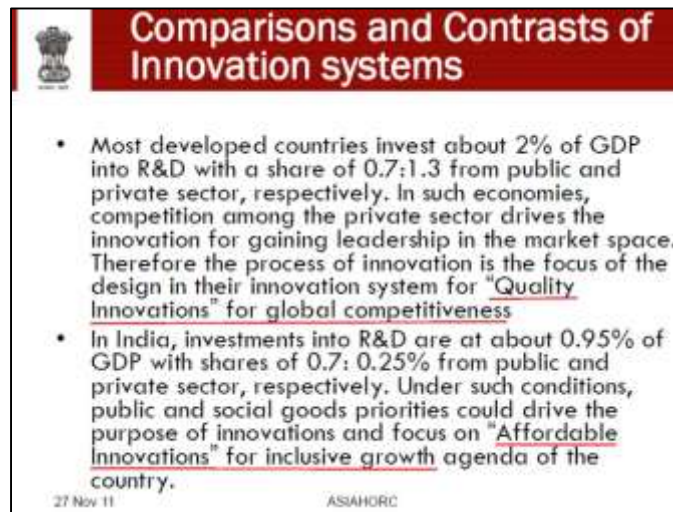 Comparisons and Contrasts of
Innovation systems
• Most developed countries invest about 2% of GDP
into R&D with a share of 0.7:1.3 from public and
private sector, respectively. In such economies,
competition among the private sector drives the
innovation for gaining leadership in the market space.
Therefore the process of innovation is the focus of the
design in their innovation system for “Quality
Innovations” for global competitiveness
• In India, investments into R&D are at about 0.95% of
GDP with shares of 0.7: 0.25% from public and
private sector, respectively. Under such conditions,
public and social goods priorities could drive the
purpose of innovations and focus on “Affordable
Innovations” for inclusive growth agenda of the
country.
27 Nov 11 ASIAHORC